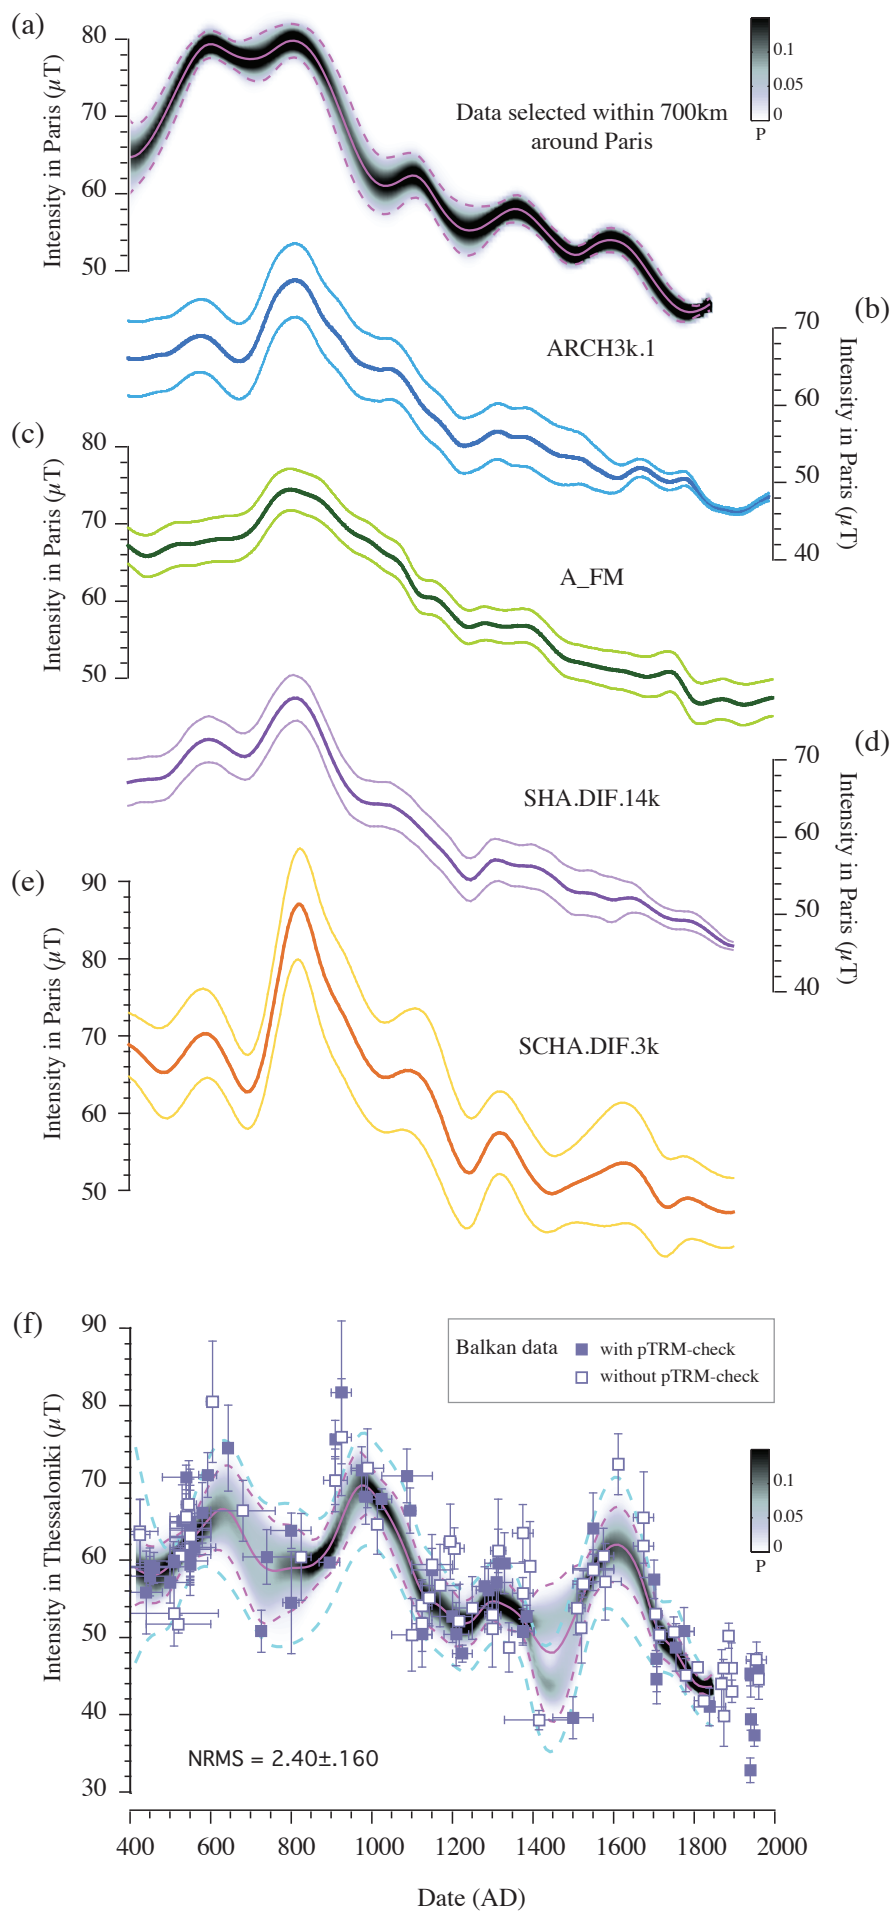 (a)
80
70
60
50
Intensity in Paris (µT)
Data selected within 700km
around Paris
0.1
0.05
0
P
(b)
ARCH3k.1
70
60
50
40
Intensity in Paris (µT)
(c)
80
70
60
50
Intensity in Paris (µT)
A_FM
(d)
SHA.DIF.14k
70
60
50
40
Intensity in Paris (µT)
(e)
90
80
70
60
50
Intensity in Paris (µT)
SCHA.DIF.3k
(f)
90
80
70
60
50
40
30
Intensity in Thessaloniki (µT)
Balkan data
with pTRM-check
without pTRM-check
0.1
0.05
0
P
NRMS = 2.40±.160
400 600 800 1000 1200 1400 1600 1800 2000
Date (AD)